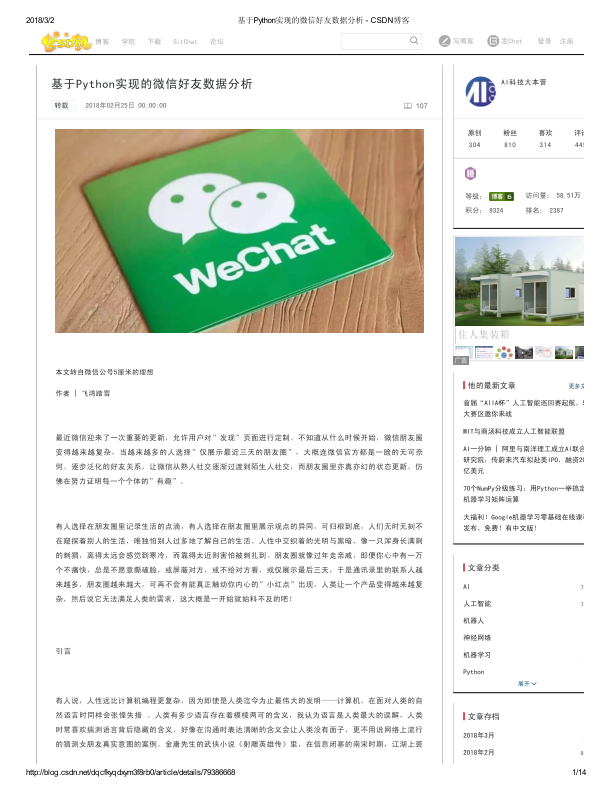 2018/3/2
基于Python实现的微信好友数据分析 - CSDN博客
博客 学院 下载 GitChat 论坛
写博客 发Chat 登录 注册
基于Python实现的微信好友数据分析
转载 2018年02月25日 00:00:00
107
WeChat
本文转自微信公号5厘米的理想
作者 | 飞鸿踏雪
最近微信迎来了一次重要的更新，允许用户对”发现”页面进行定制。不知道从什么时候开始，微信朋友圈
变得越来越复杂，当越来越多的人选择”仅展示最近三天的朋友圈”，大概连微信官方都是一脸的无可奈
何。逐步泛化的好友关系，让微信从熟人社交逐渐过渡到陌生人社交，而朋友圈里亦真亦幻的状态更新，仿
佛在努力证明每一个个体的”有趣”。
有人选择在朋友圈里记录生活的点滴，有人选择在朋友圈里展示观点的异同，可归根到底，人们无时无刻不
在窥探着别人的生活，唯独怕别人过多地了解自己的生活。人性中交织着的光明与黑暗，像一只浑身长满刺
的刺猬，离得太远会感觉到寒冷，而靠得太近则害怕被刺扎到。朋友圈就像过年走亲戚，即便你心中有一万
个不痛快，总是不愿意撕破脸，或屏蔽对方，或不给对方看，或仅展示最后三天，于是通讯录里的联系人越
来越多，朋友圈越来越大，可再不会有能真正触动你内心的”小红点”出现，人类让一个产品变得越来越复
杂，然后说它无法满足人类的需求，这大概是一开始就始料不及的吧！
引言
有人说，人性远比计算机编程更复杂，因为即使是人类迄今为止最伟大的发明——计算机，在面对人类的自
然语言时同样会张惶失措 。人类有多少语言存在着模棱两可的含义，我认为语言是人类最大的误解，人类
时常喜欢揣测语言背后隐藏的含义，好像在沟通时表达清晰的含义会让人类没有面子，更不用说网络上流行
的猜测女朋友真实意图的案例。金庸先生的武侠小说《射雕英雄传》里，在信息闭塞的南宋时期，江湖上裘
AI科技大本营
原创 粉丝 喜欢
304 810 314
等级： 博客 6 访问量： 58.51万
积分： 9324 排名： 2387
住人集装箱
广告
他的最新文章
首届“AIIA杯”人工智能巡回赛起航，
大赛区邀你来战
MIT与商汤科技成立人工智能联盟
AI一分钟 | 阿里与南洋理工成立AI联合
研究院，传蔚来汽车拟赴美IPO，融资20
亿美元
70个NumPy分级练习：用Python一举搞定
机器学习矩阵运算
大福利！Google机器学习零基础在线课程
发布，免费！有中文版！
文章分类
AI
人工智能
机器人
神经网络
机器学习
Python
展开
文章存档
2018年3月
2018年2月
http://blog.csdn.net/dqcfkyqdxym3f8rb0/article/details/79386668
1/14